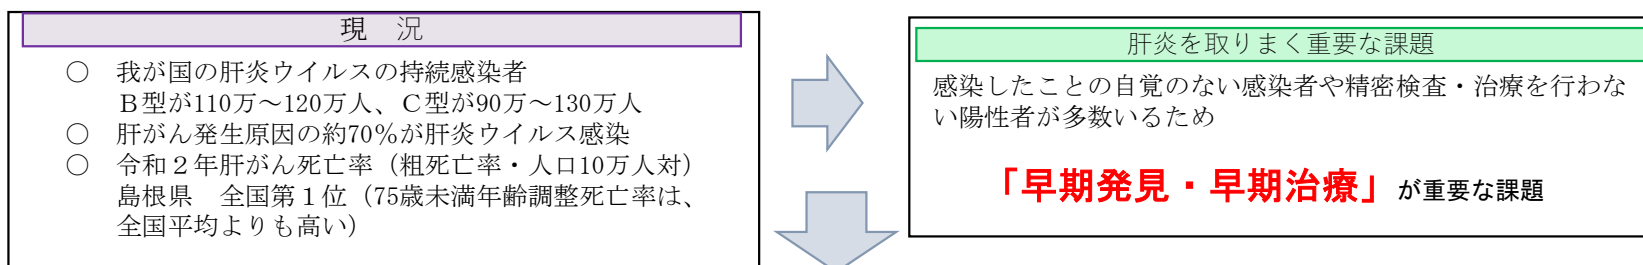 現　況
○　我が国の肝炎ウイルスの持続感染者
Ｂ型が110万～120万人、Ｃ型が90万～130万人
○　肝がん発生原因の約70%が肝炎ウイルス感染
○　令和２年肝がん死亡率（粗死亡率・人口10万人対）
島根県　全国第１位（75歳未満年齢調整死亡率は、
全国平均よりも高い）
肝炎を取りまく重要な課題
感染したことの自覚のない感染者や精密検査・治療を行わな
い陽性者が多数いるため
「早期発見・早期治療」が重要な課題